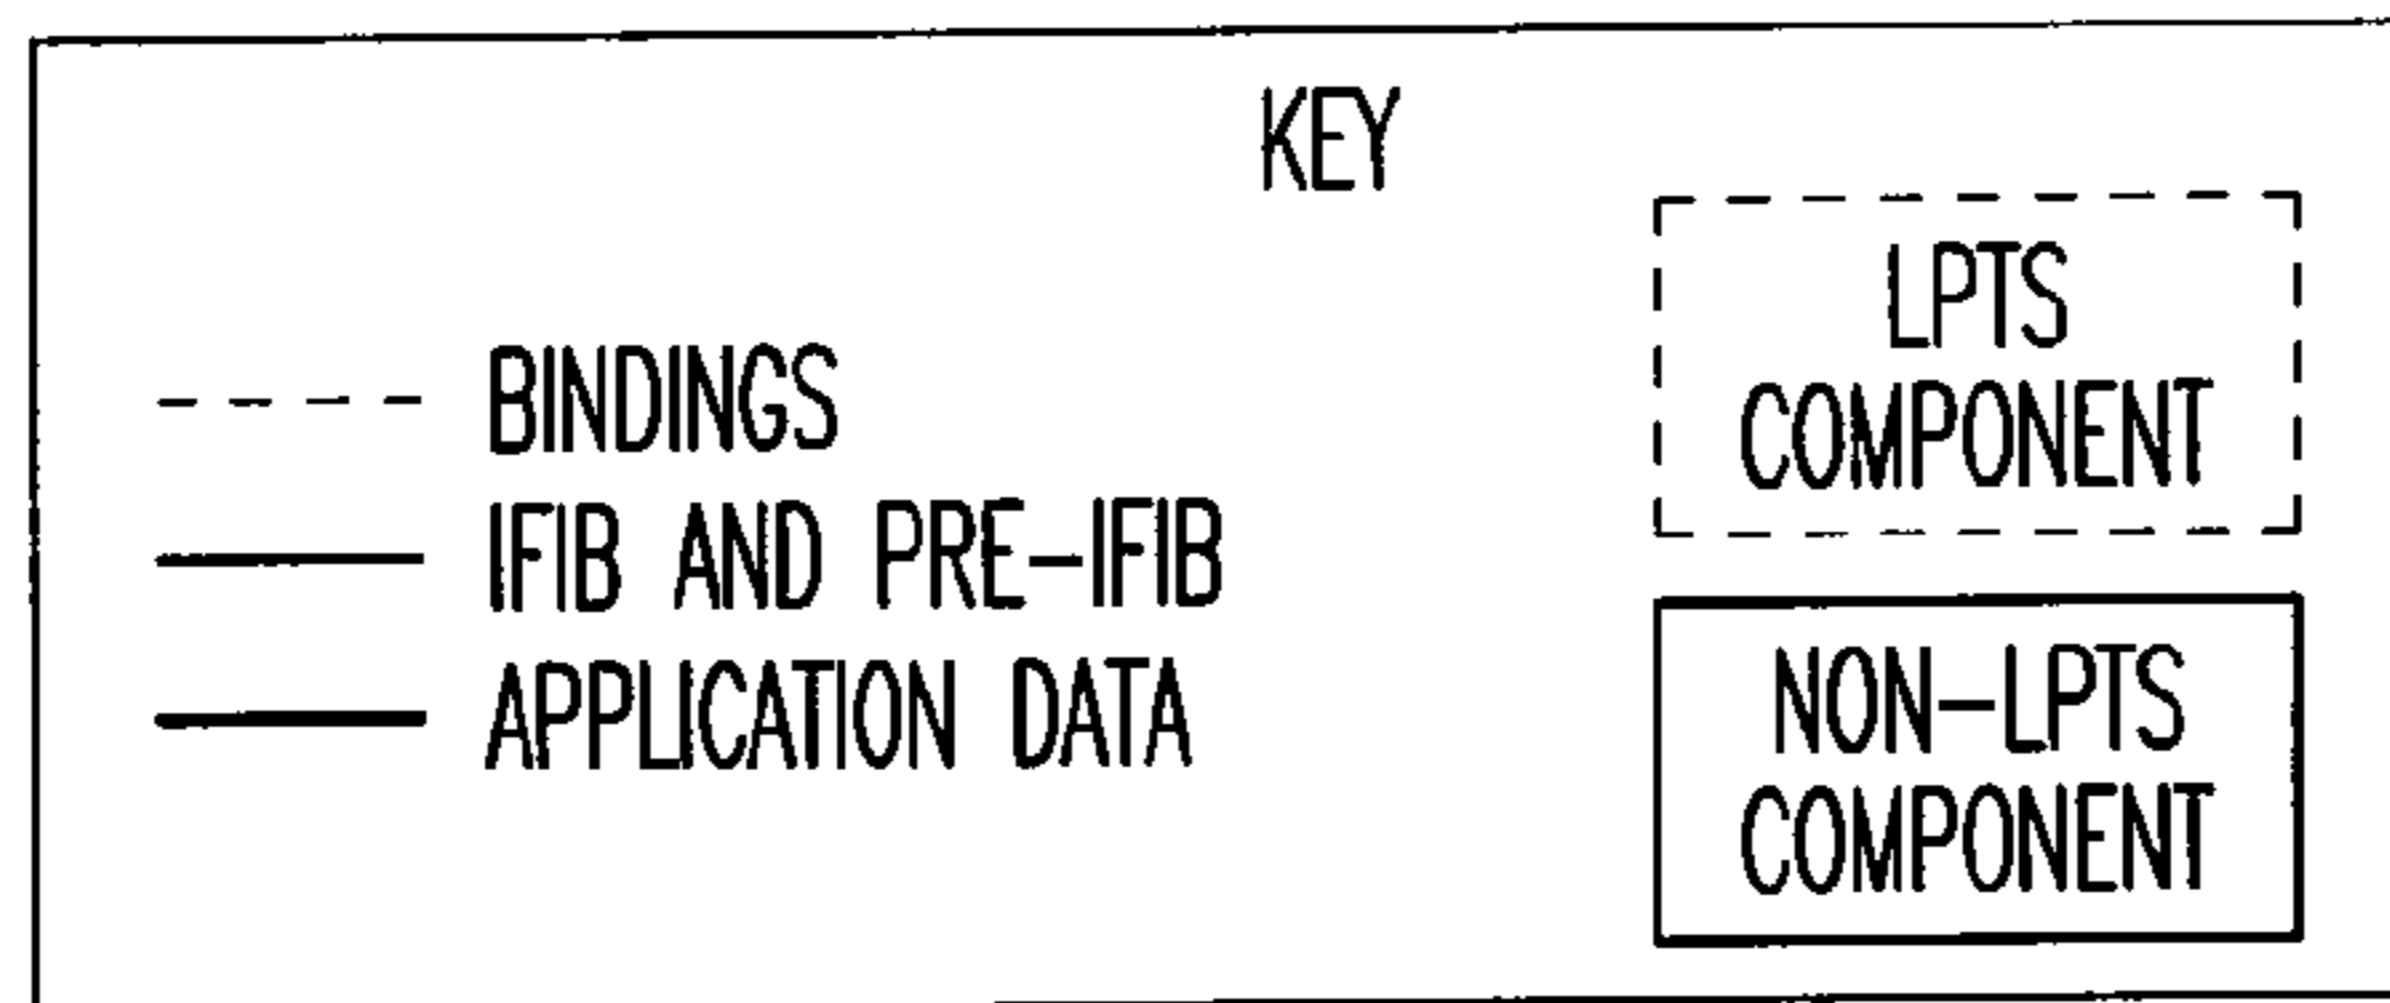 KEY
BINDINGS
IFIB AND PRE-IFIB
APPLICATION DATA
LPTS
COMPONENT
NON-LPTS
COMPONENT